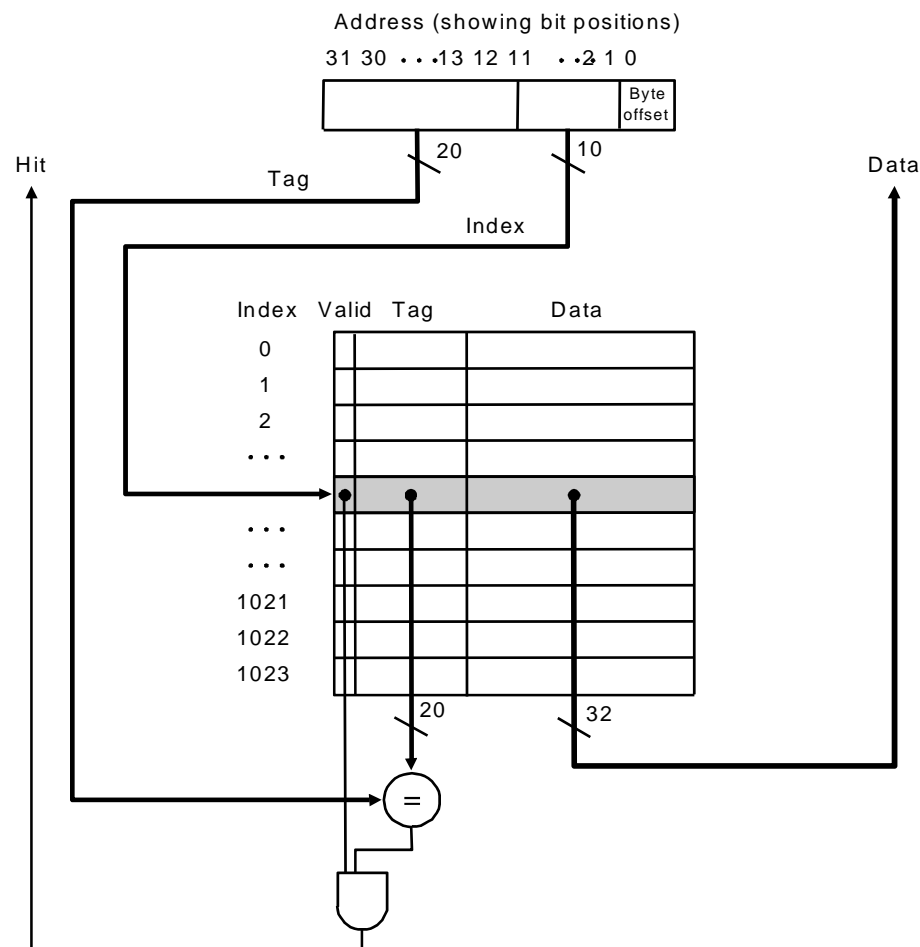 Address (showing bit positions)
31 30 ···13 12 11 ···2 1 0
Byte
offset
20
10
Hit
Data
Tag
Index
Index Valid Tag Data
0
1
2
···
···
···
1021
1022
1023
20
32
=